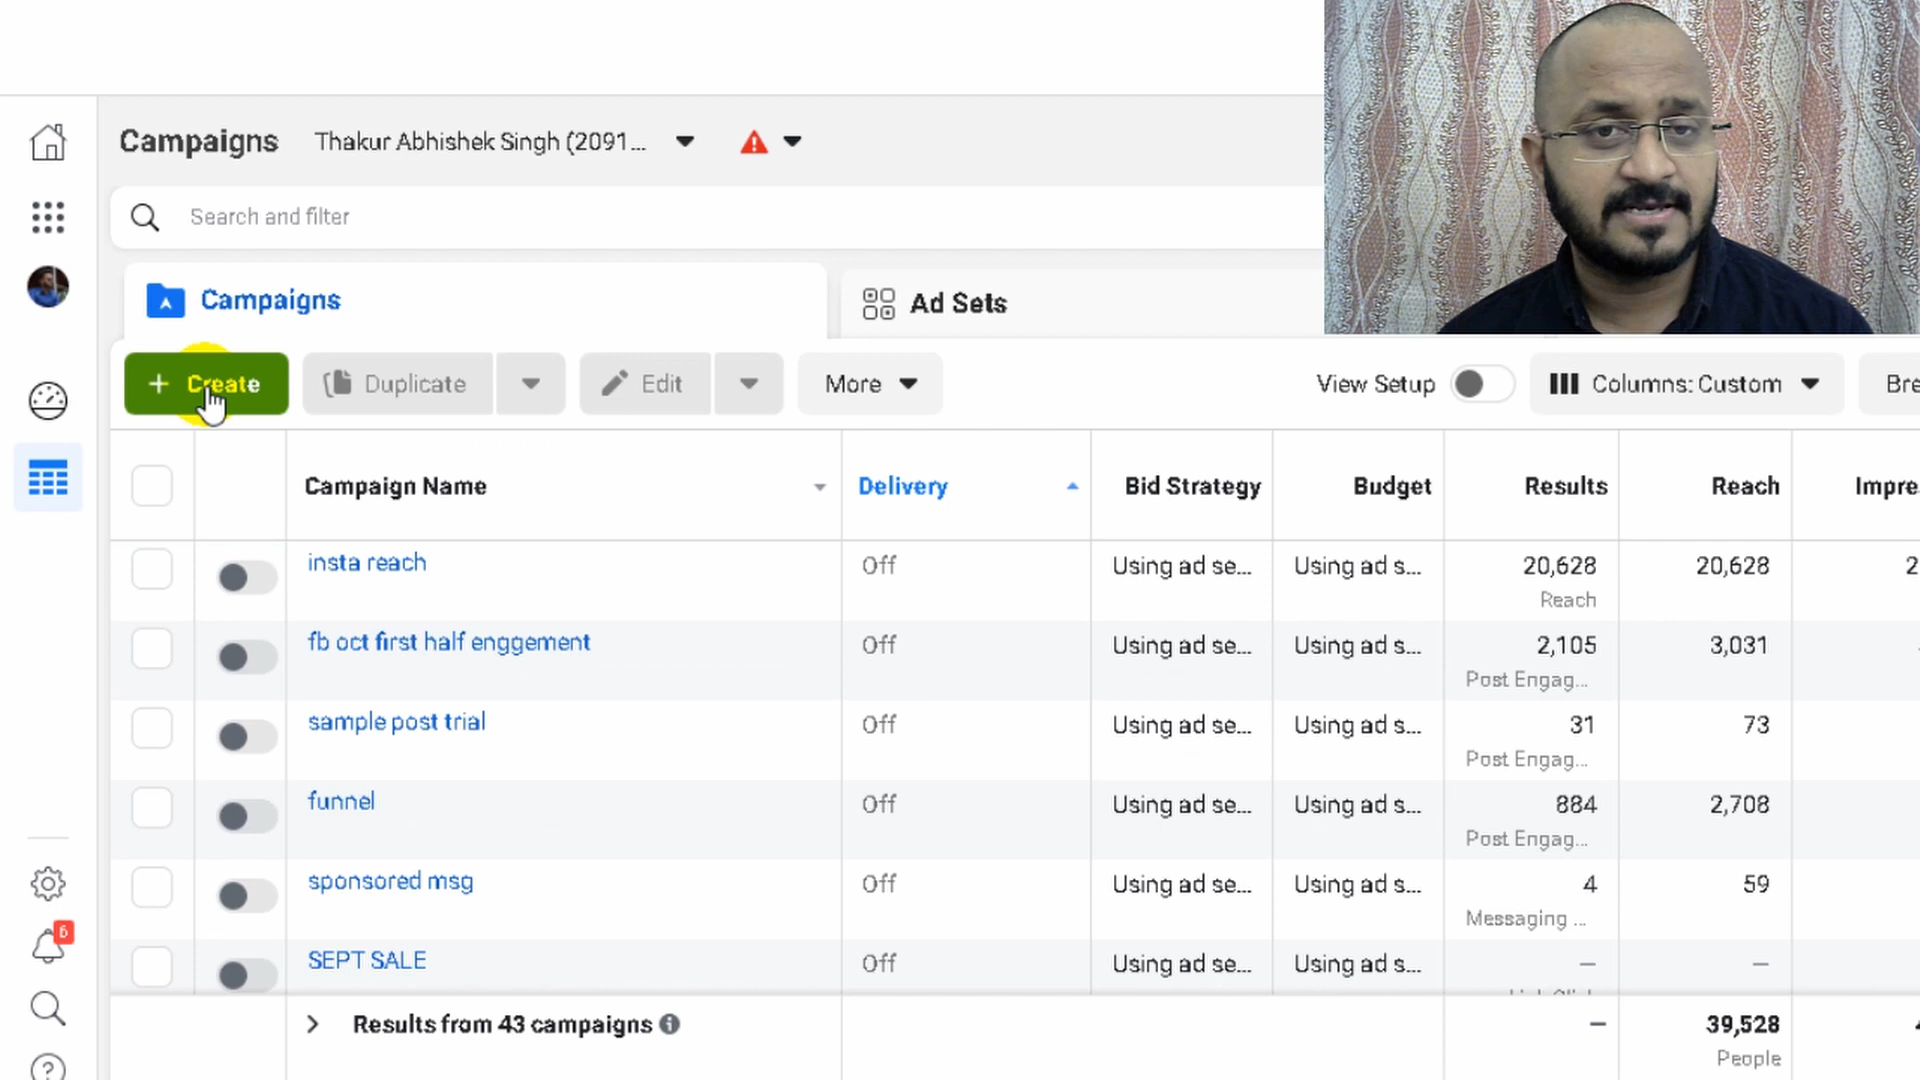 Campaigns Thakur Abhishek Singh (2091...
Search and filter
Campaigns
Ad Sets
+ Create Duplicate Edit More View Setup Columns: Custom Bre
Campaign Name Delivery Bid Strategy Budget Results Reach Impre
insta reach Off Using ad se... Using ad s... 20,628 20,628 2
Reach
fb oct first half enggement Off Using ad se... Using ad s... 2,105 3,031
Post Engag...
sample post trial Off Using ad se... Using ad s... 31 73
Post Engag...
funnel Off Using ad se... Using ad s... 884 2,708
Post Engag...
sponsored msg Off Using ad se... Using ad s... 4 59
Messaging ...
6
SEPT SALE Off Using ad se... Using ad s... — —
Results from 43 campaigns — 39,528
People